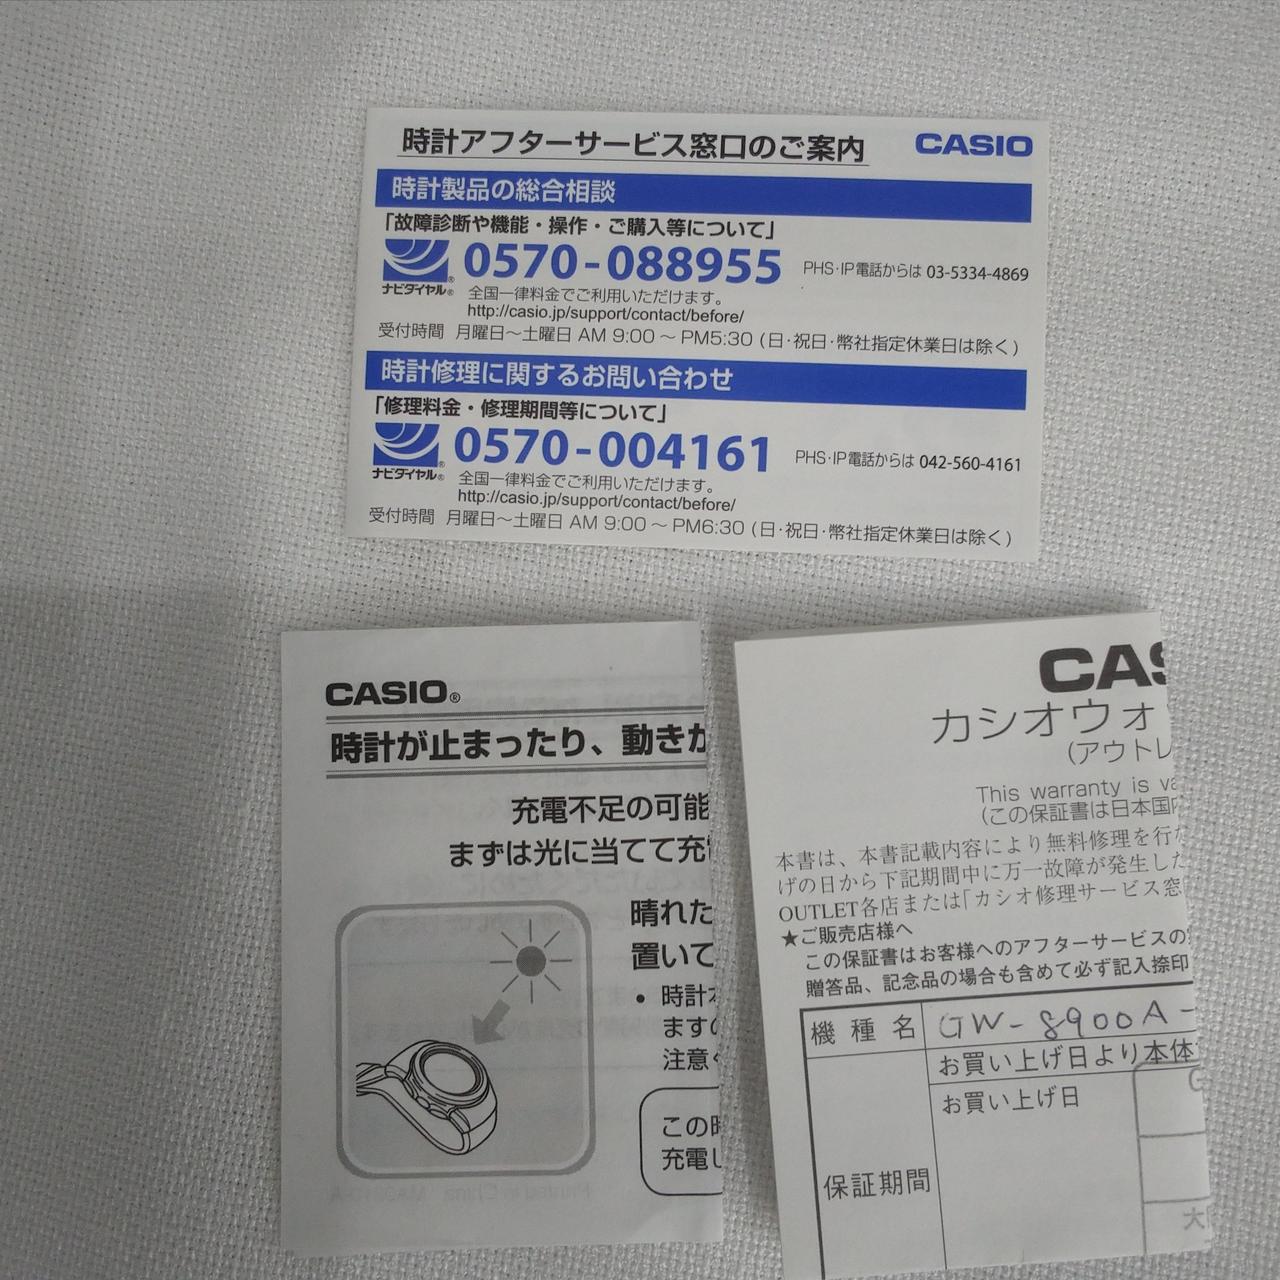 時計アフターサービス窓口のご案内
CASIO
時計製品の総合相談
「故障診断や機能・操作・ご購入等について」
ナビダイヤル® 0570-088955 PHS・IP電話からは 03-5334-4869
全国一律料金でご利用いただけます。
http://casio.jp/support/contact/before/
受付時間 月曜日～土曜日 AM 9:00 ～ PM5:30 (日・祝日・弊社指定休業日は除く)
時計修理に関するお問い合わせ
「修理料金・修理期間等について」
ナビダイヤル® 0570-004161 PHS・IP電話からは 042-560-4161
全国一律料金でご利用いただけます。
http://casio.jp/support/contact/before/
受付時間 月曜日～土曜日 AM 9:00 ～ PM6:30 (日・祝日・弊社指定休業日は除く)
CASIO®
時計が止まったり、動きが
充電不足の可能
まずは光に当てて充
晴れた
置いて
• 時計本
ますの
注意く
この時
充電し
CAS
カシオウォ
(アウトレ
This warranty is va
(この保証書は日本国内
本書は、本書記載内容により無料修理を行な
げの日から下記期間中に万一故障が発生した
OUTLET各店または「カシオ修理サービス窓
★ご販売店様へ
この保証書はお客様へのアフターサービスの
贈答品、記念品の場合も含めて必ず記入捺印
機種名 GW-8900A-
保証期間
お買い上げ日より本体
お買い上げ日
G
大